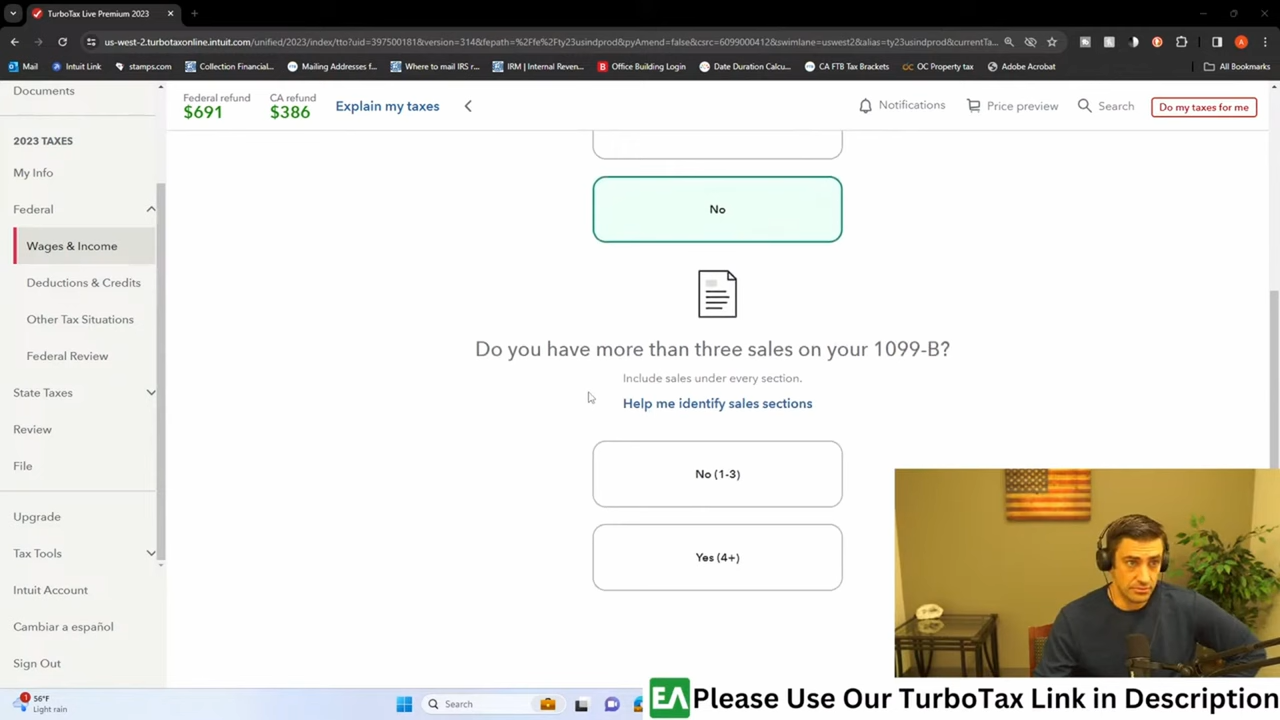 TurboTax Live Premium 2023
us-west-2.turbotaxonline.intuit.com/unified/2023/index/tto?uid=397500181&version=314&fepath=%2Ffe%2Fty23usindprod&pyAmend=false&csrc=6099000412&swimlane=uswest2&alias=ty23usindprod&currentTa...
Mail
Intuit Link
stamps.com
Collection Financial...
Mailing Addresses f...
Where to mail IRS r...
IRM | Internal Reven...
Office Building Login
Date Duration Calcu...
CA FTB Tax Brackets
OC Property tax
Adobe Acrobat
All Bookmarks
Documents
Federal refund
$691
CA refund
$386
Explain my taxes
Notifications
Price preview
Search
Do my taxes for me
2023 TAXES
My Info
Federal
Wages & Income
Deductions & Credits
Other Tax Situations
Federal Review
State Taxes
Review
File
Upgrade
Tax Tools
Intuit Account
Cambiar a español
Sign Out
No
Do you have more than three sales on your 1099-B?
Include sales under every section.
Help me identify sales sections
No (1-3)
Yes (4+)
1
56°F
Light rain
Search
EA Please Use Our TurboTax Link in Description